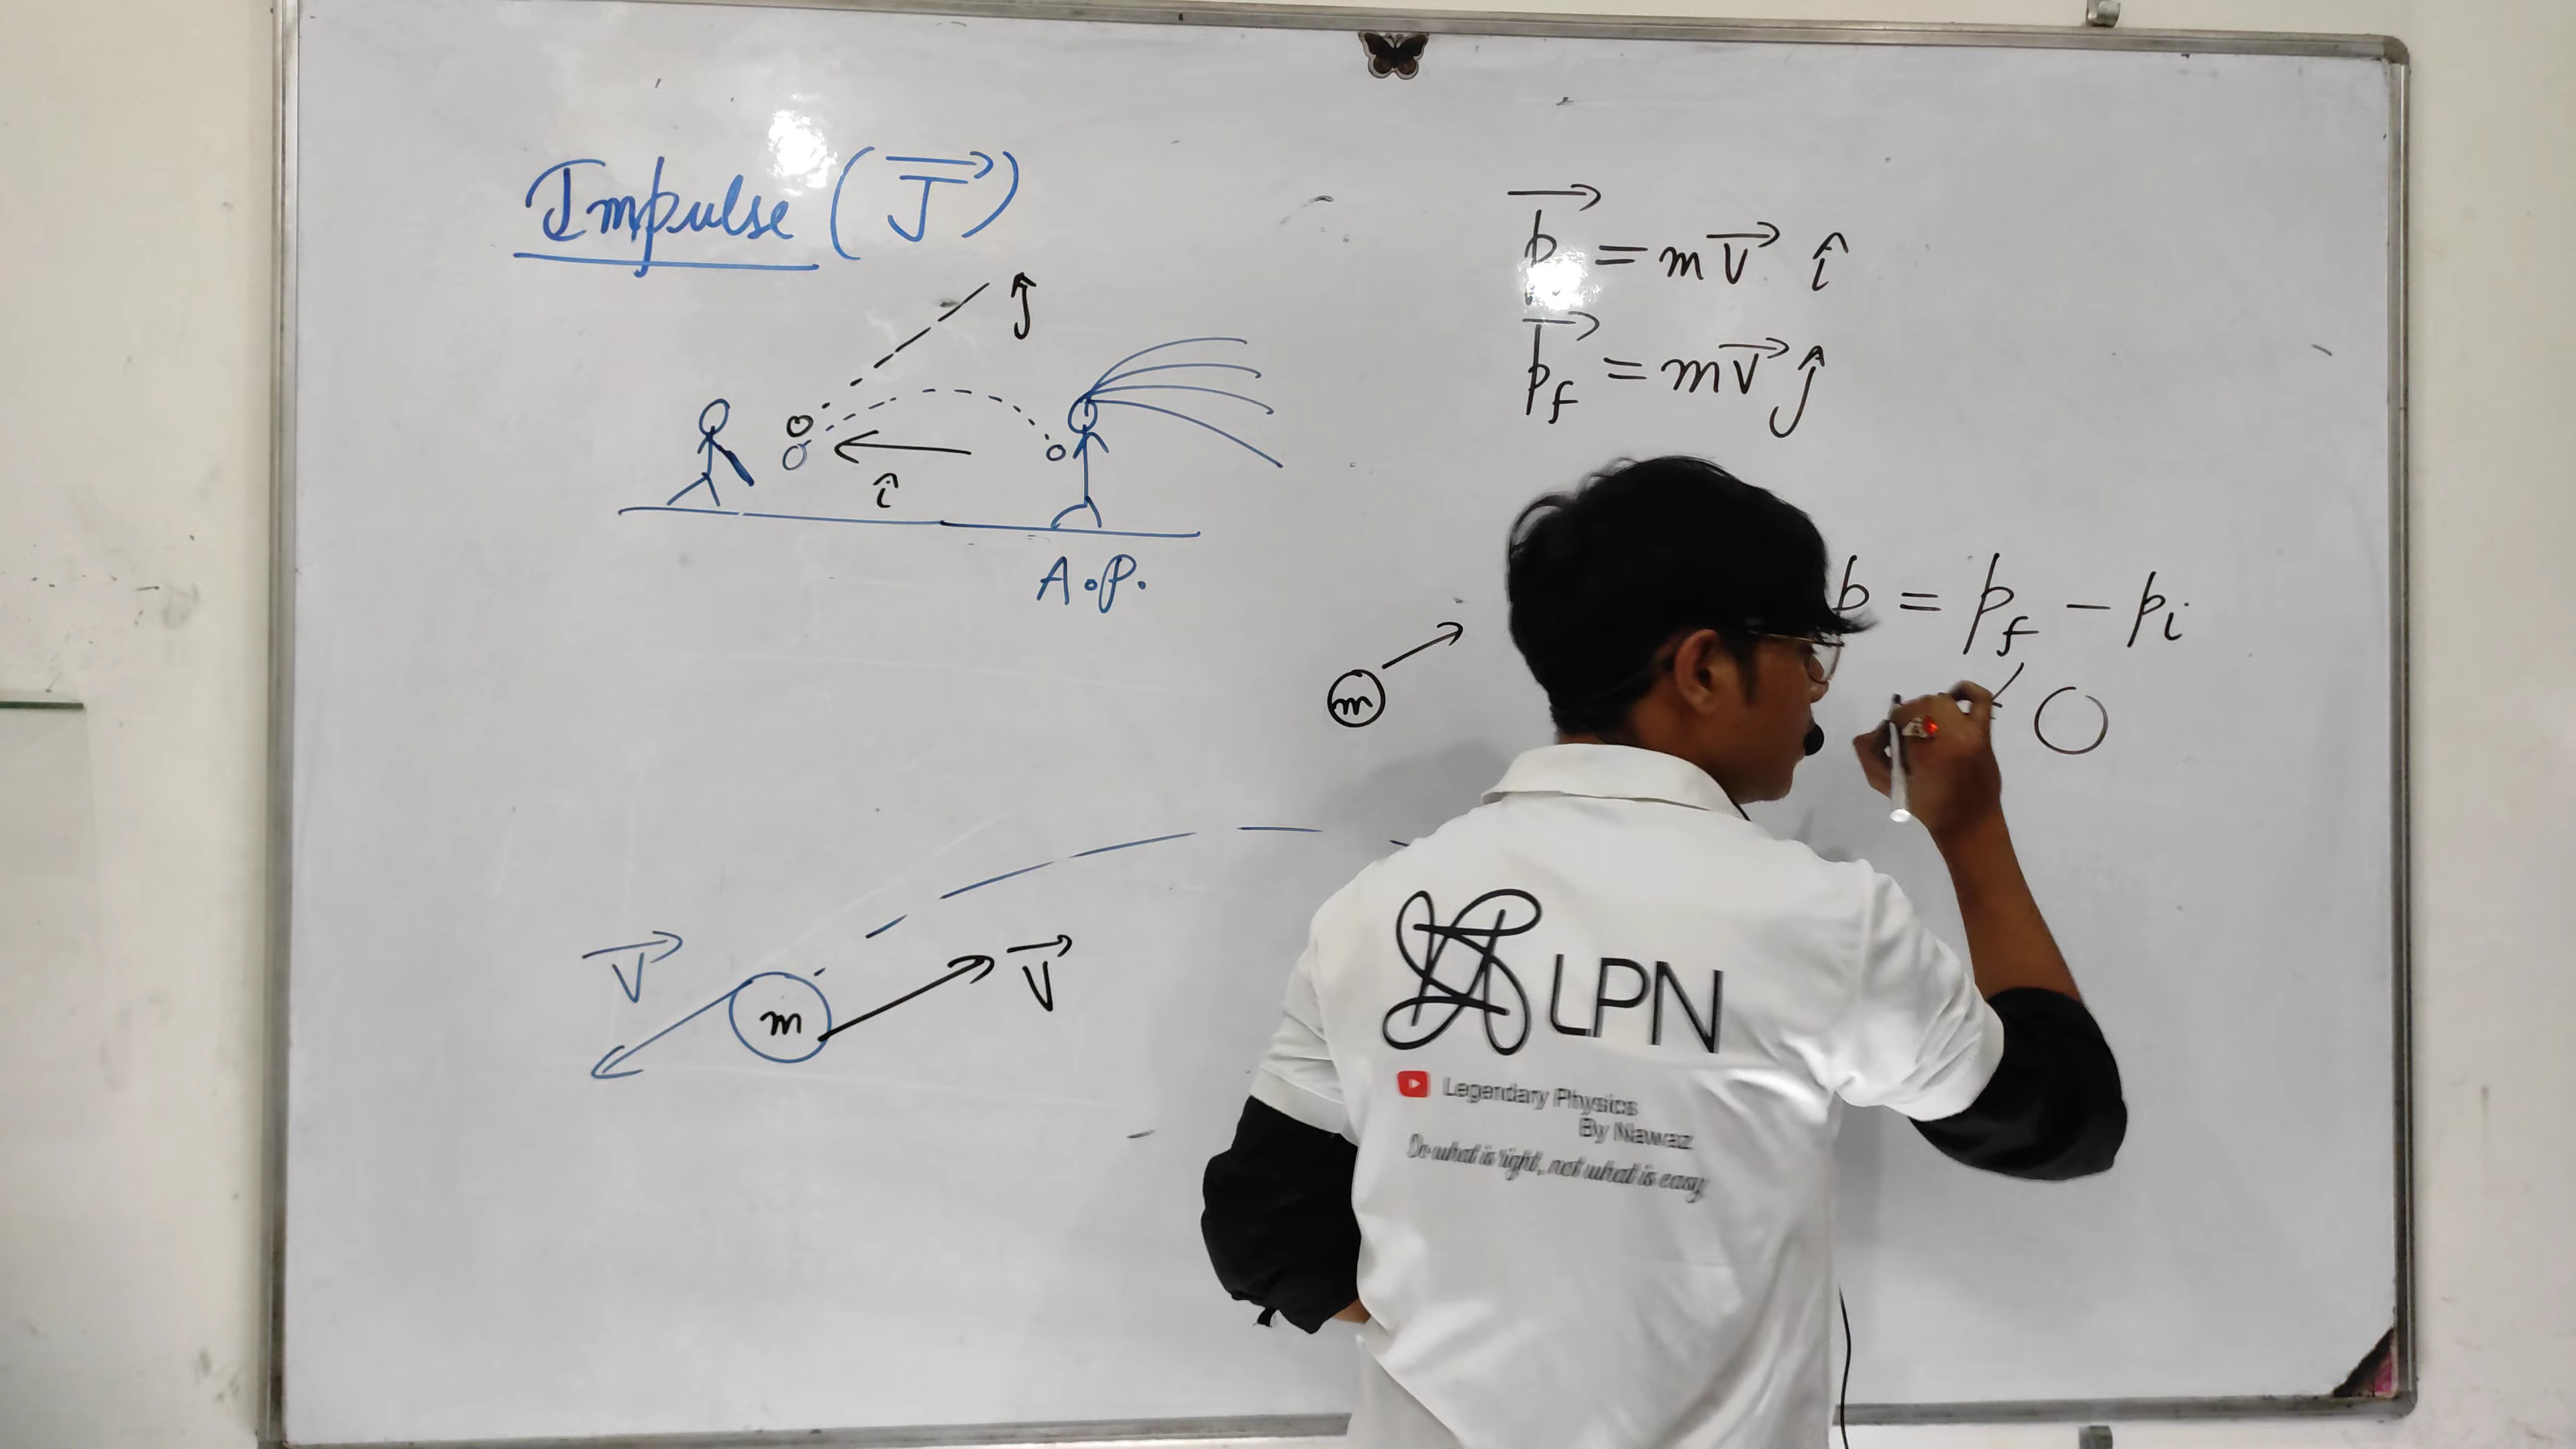 Impulse (J⃗)
ĵ
î
A.P.
p⃗ = mv⃗ î
p⃗f = mv⃗ ĵ
p = pf - pi
m
V⃗
m
V⃗
LPN
Legendary Physics
By Nawaz
Do what is right, not what is easy